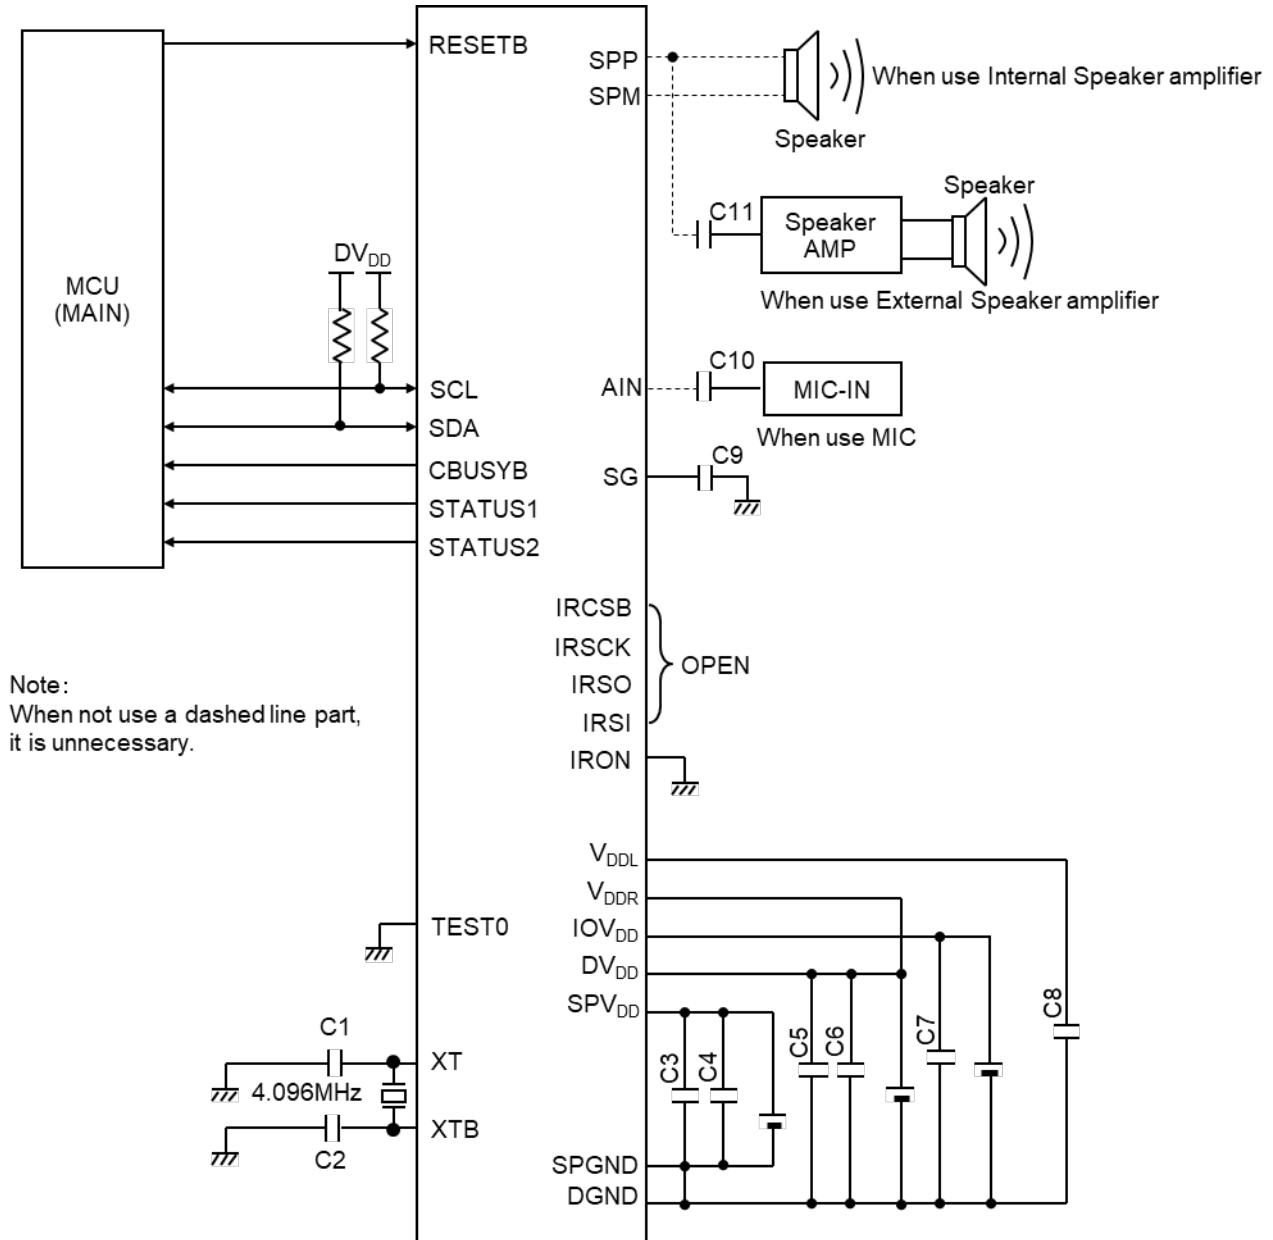 RESETB
SPP
When use Internal Speaker amplifier
SPM
Speaker
Speaker
C11
Speaker
AMP
When use External Speaker amplifier
DVDD
MCU
(MAIN)
C10
SCL
AIN
MIC-IN
SDA
When use MIC
C9
CBUSYB
SG
STATUS1
STATUS2
IRCSB
IRSCK
OPEN
IRSO
IRSI
IRON
Note:
When not use a dashed line part,
it is unnecessary.
VDDL
VDDR
TEST0
IOVDD
DVDD
SPVDD
C8
C1
C5
C6
C7
XT
C3
C4
4.096MHz
XTB
C2
SPGND
DGND